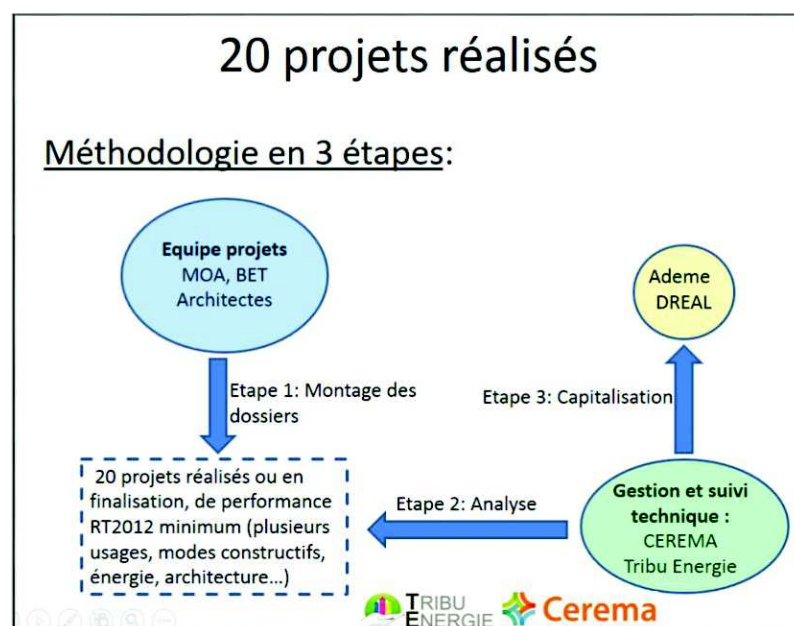 20 projets réalisés
Méthodologie en 3 étapes:
Equipe projets
MOA, BET
Architectes
Ademe
DREAL
Etape 1: Montage des
dossiers
Etape 3: Capitalisation
20 projets réalisés ou en
finalisation, de performance
RT2012 minimum (plusieurs
usages, modes constructifs,
énergie, architecture...)
Etape 2: Analyse
Gestion et suivi
technique :
CEREMA
Tribu Energie
TRIBU
ENERGIE
Cerema